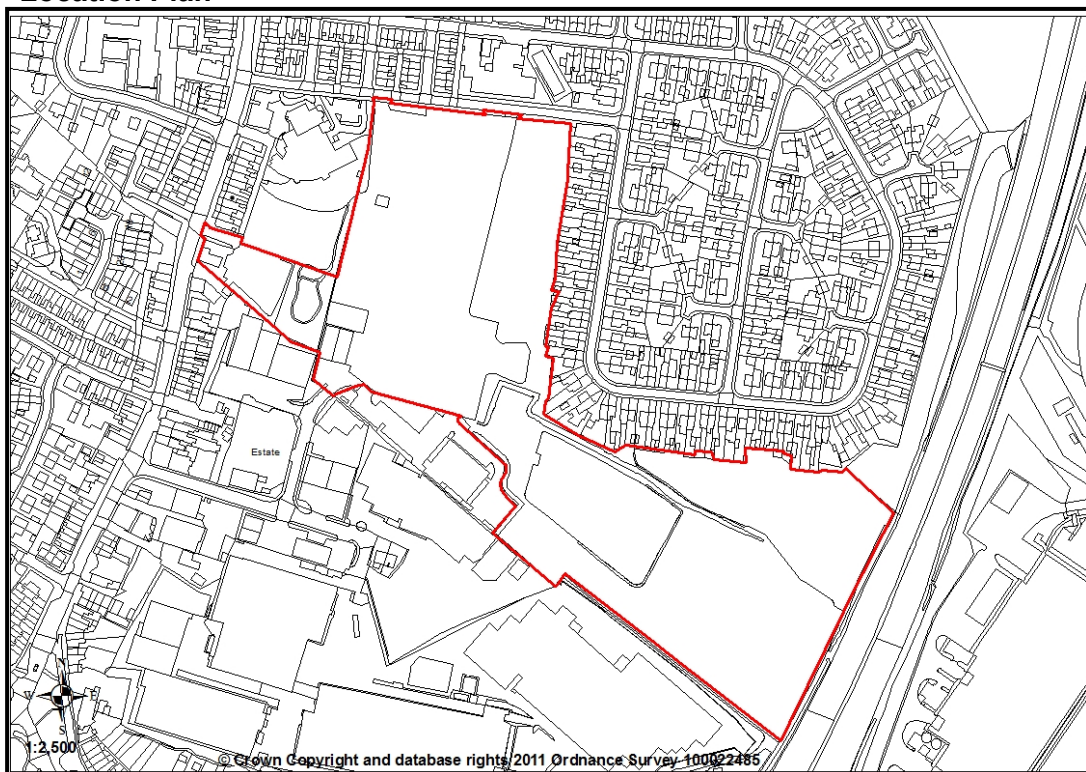 Location Plan
Estate
N
W E
S
1:2,500
© Crown Copyright and database rights 2011 Ordnance Survey 100022485